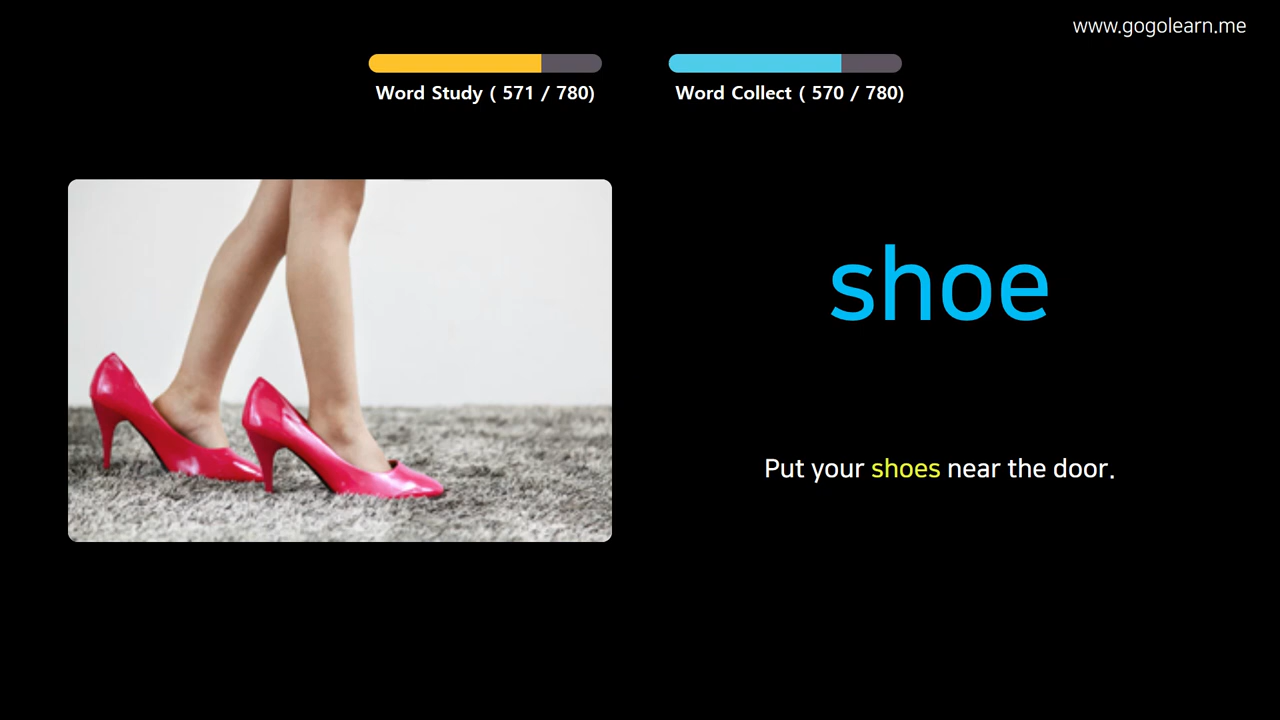 www.gogolearn.me
Word Study ( 571 / 780)
Word Collect ( 570 / 780)
shoe
Put your shoes near the door.